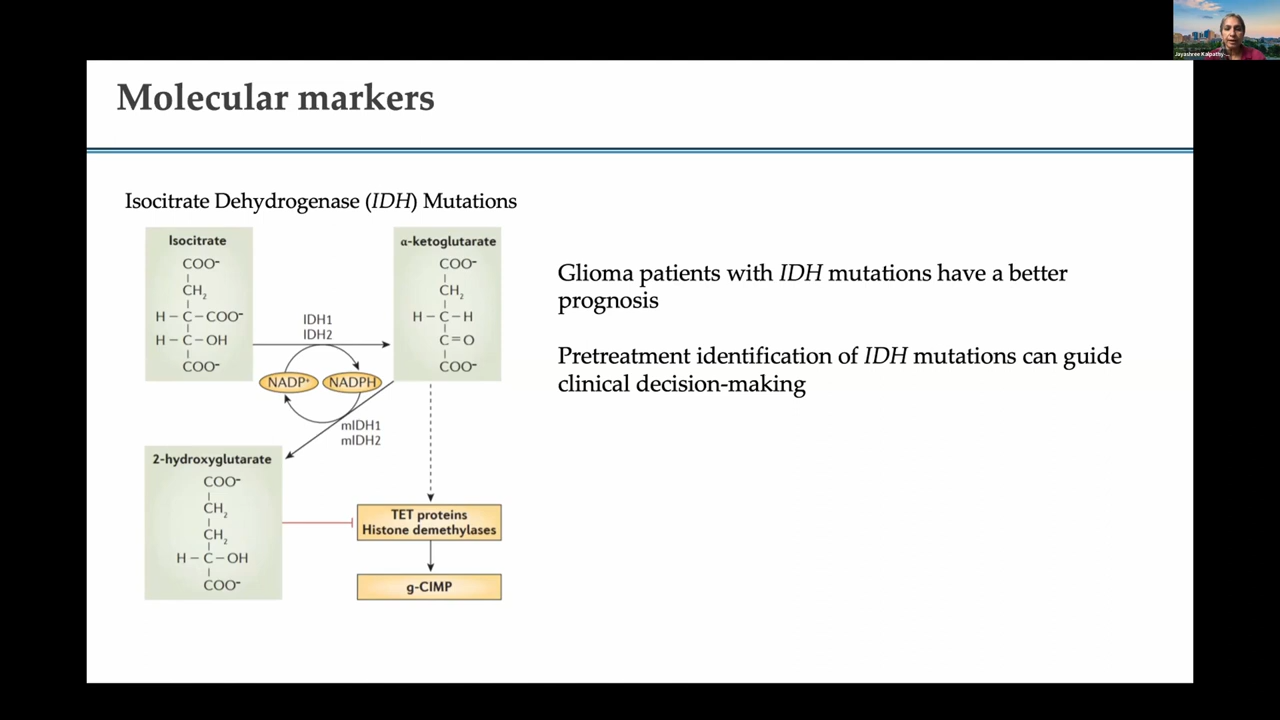 Jayashree Kalpathy-...
Molecular markers
Isocitrate Dehydrogenase (IDH) Mutations
Isocitrate
COO-
CH2
H – C – COO-
H – C – OH
COO-
IDH1
IDH2
NADP+
NADPH
mIDH1
mIDH2
α-ketoglutarate
COO-
CH2
H – C – H
C = O
COO-
2-hydroxyglutarate
COO-
CH2
CH2
H – C – OH
COO-
TET proteins
Histone demethylases
g-CIMP
Glioma patients with IDH mutations have a better
prognosis
Pretreatment identification of IDH mutations can guide
clinical decision-making